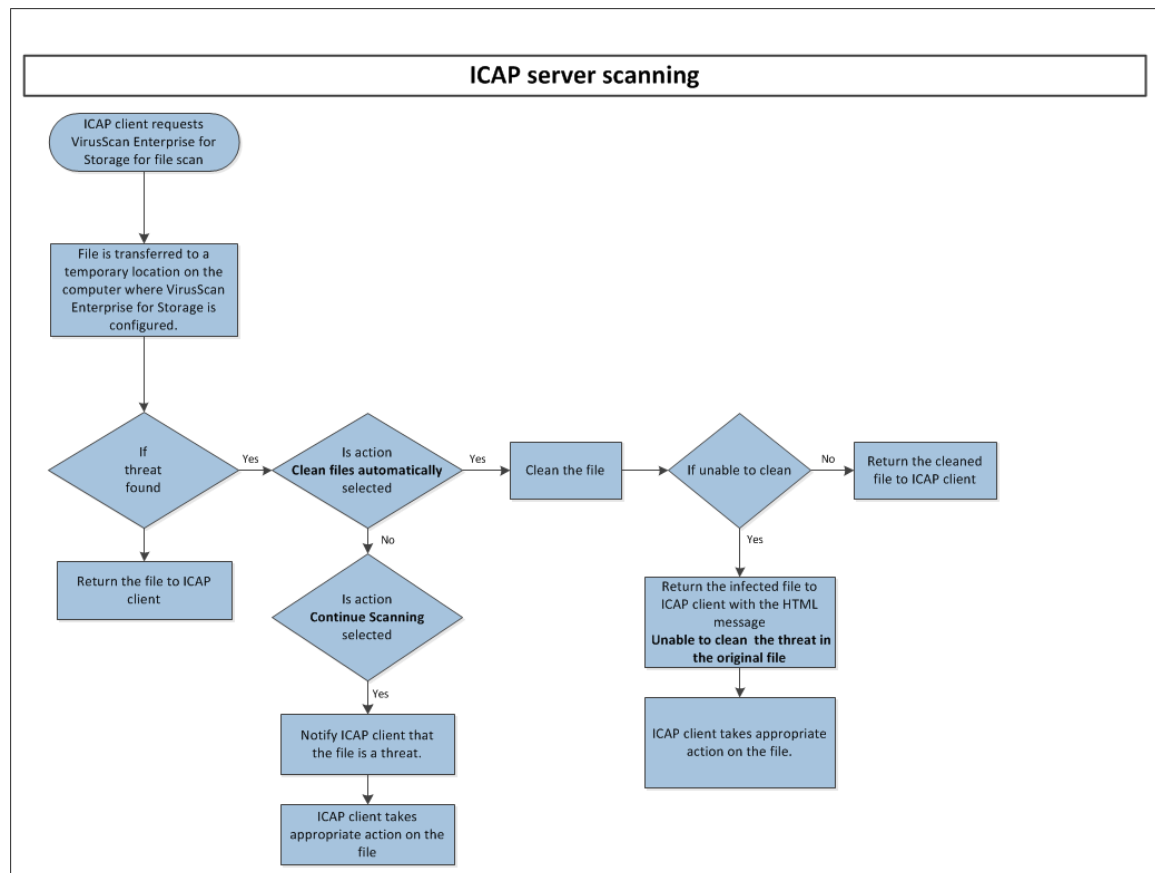 ICAP server scanning
ICAP client requests
VirusScan Enterprise for
Storage for file scan
File is transferred to a
temporary location on the
computer where VirusScan
Enterprise for Storage is
configured.
If
threat
found
Yes
Is action
Clean files automatically
selected
Yes
Clean the file
If unable to clean
No
Return the cleaned
file to ICAP client
No
Yes
Return the file to ICAP
client
Is action
Continue Scanning
selected
Return the infected file to
ICAP client with the HTML
message
Unable to clean  the threat in
the original file
Yes
Notify ICAP client that
the file is a threat.
ICAP client takes appropriate
action on the file.
ICAP client takes
appropriate action on the
file